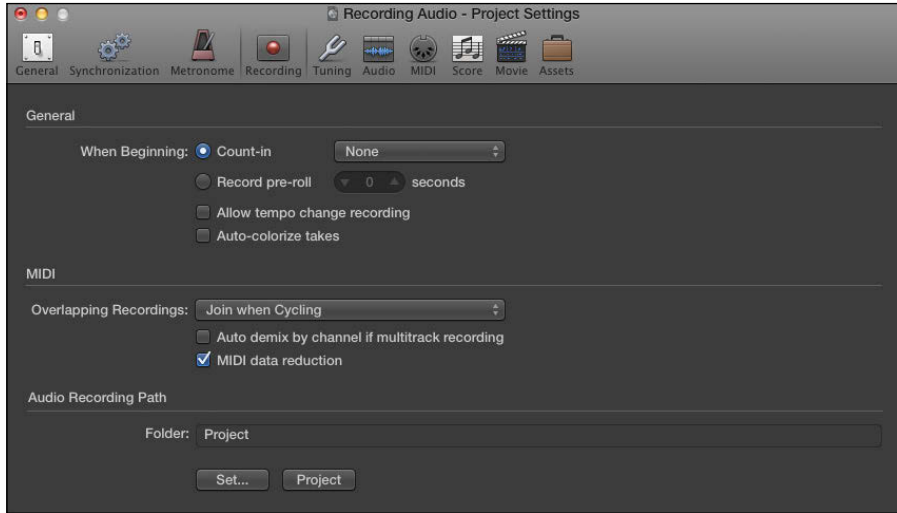 Recording Audio - Project Settings
General Synchronization Metronome Recording Tuning Audio MIDI Score Movie Assets
General
When Beginning: Count-in None
Record pre-roll 0 seconds
Allow tempo change recording
Auto-colorize takes
MIDI
Overlapping Recordings: Join when Cycling
Auto demix by channel if multitrack recording
MIDI data reduction
Audio Recording Path
Folder: Project
Set... Project